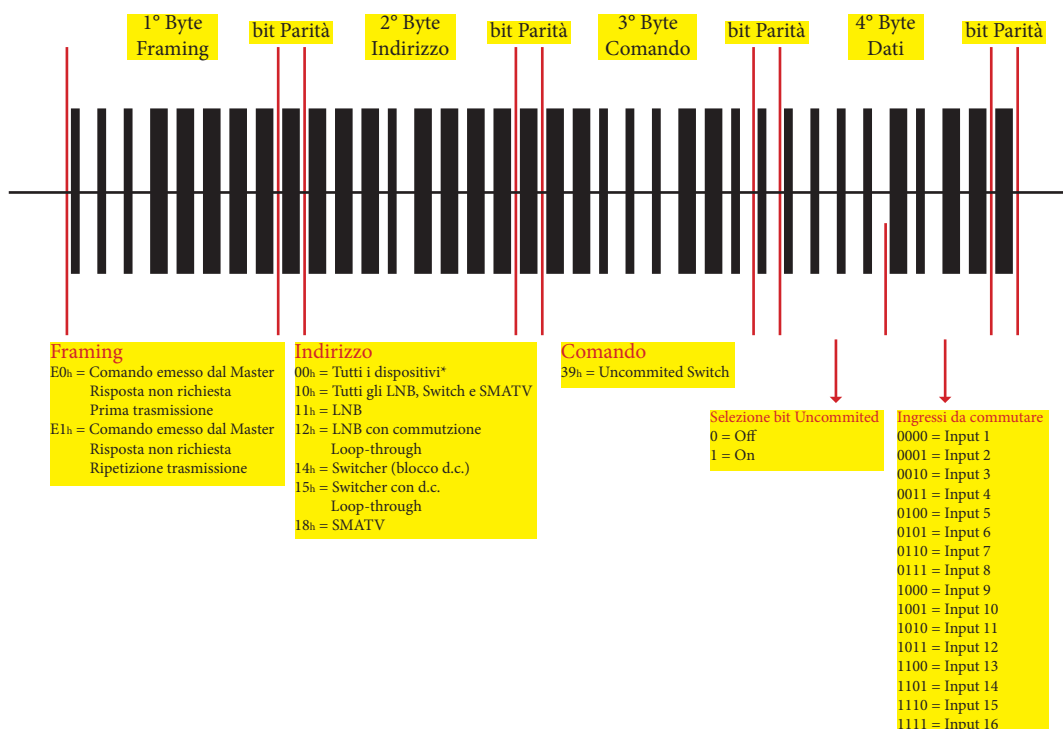 1° Byte
Framing
bit Parità
2° Byte
Indirizzo
bit Parità
3° Byte
Comando
bit Parità
4° Byte
Dati
bit Parità
Framing
E0h = Comando emesso dal Master
Risposta non richiesta
Prima trasmissione
E1h = Comando emesso dal Master
Risposta non richiesta
Ripetizione trasmissione
Indirizzo
00h = Tutti i dispositivi*
10h = Tutti gli LNB, Switch e SMATV
11h = LNB
12h = LNB con commutzione
Loop-through
14h = Switcher (blocco d.c.)
15h = Switcher con d.c.
Loop-through
18h = SMATV
Comando
39h = Uncommited Switch
Selezione bit Uncommited
0 = Off
1 = On
Ingressi da commutare
0000 = Input 1
0001 = Input 2
0010 = Input 3
0011 = Input 4
0100 = Input 5
0101 = Input 6
0110 = Input 7
0111 = Input 8
1000 = Input 9
1001 = Input 10
1010 = Input 11
1011 = Input 12
1100 = Input 13
1101 = Input 14
1110 = Input 15
1111 = Input 16